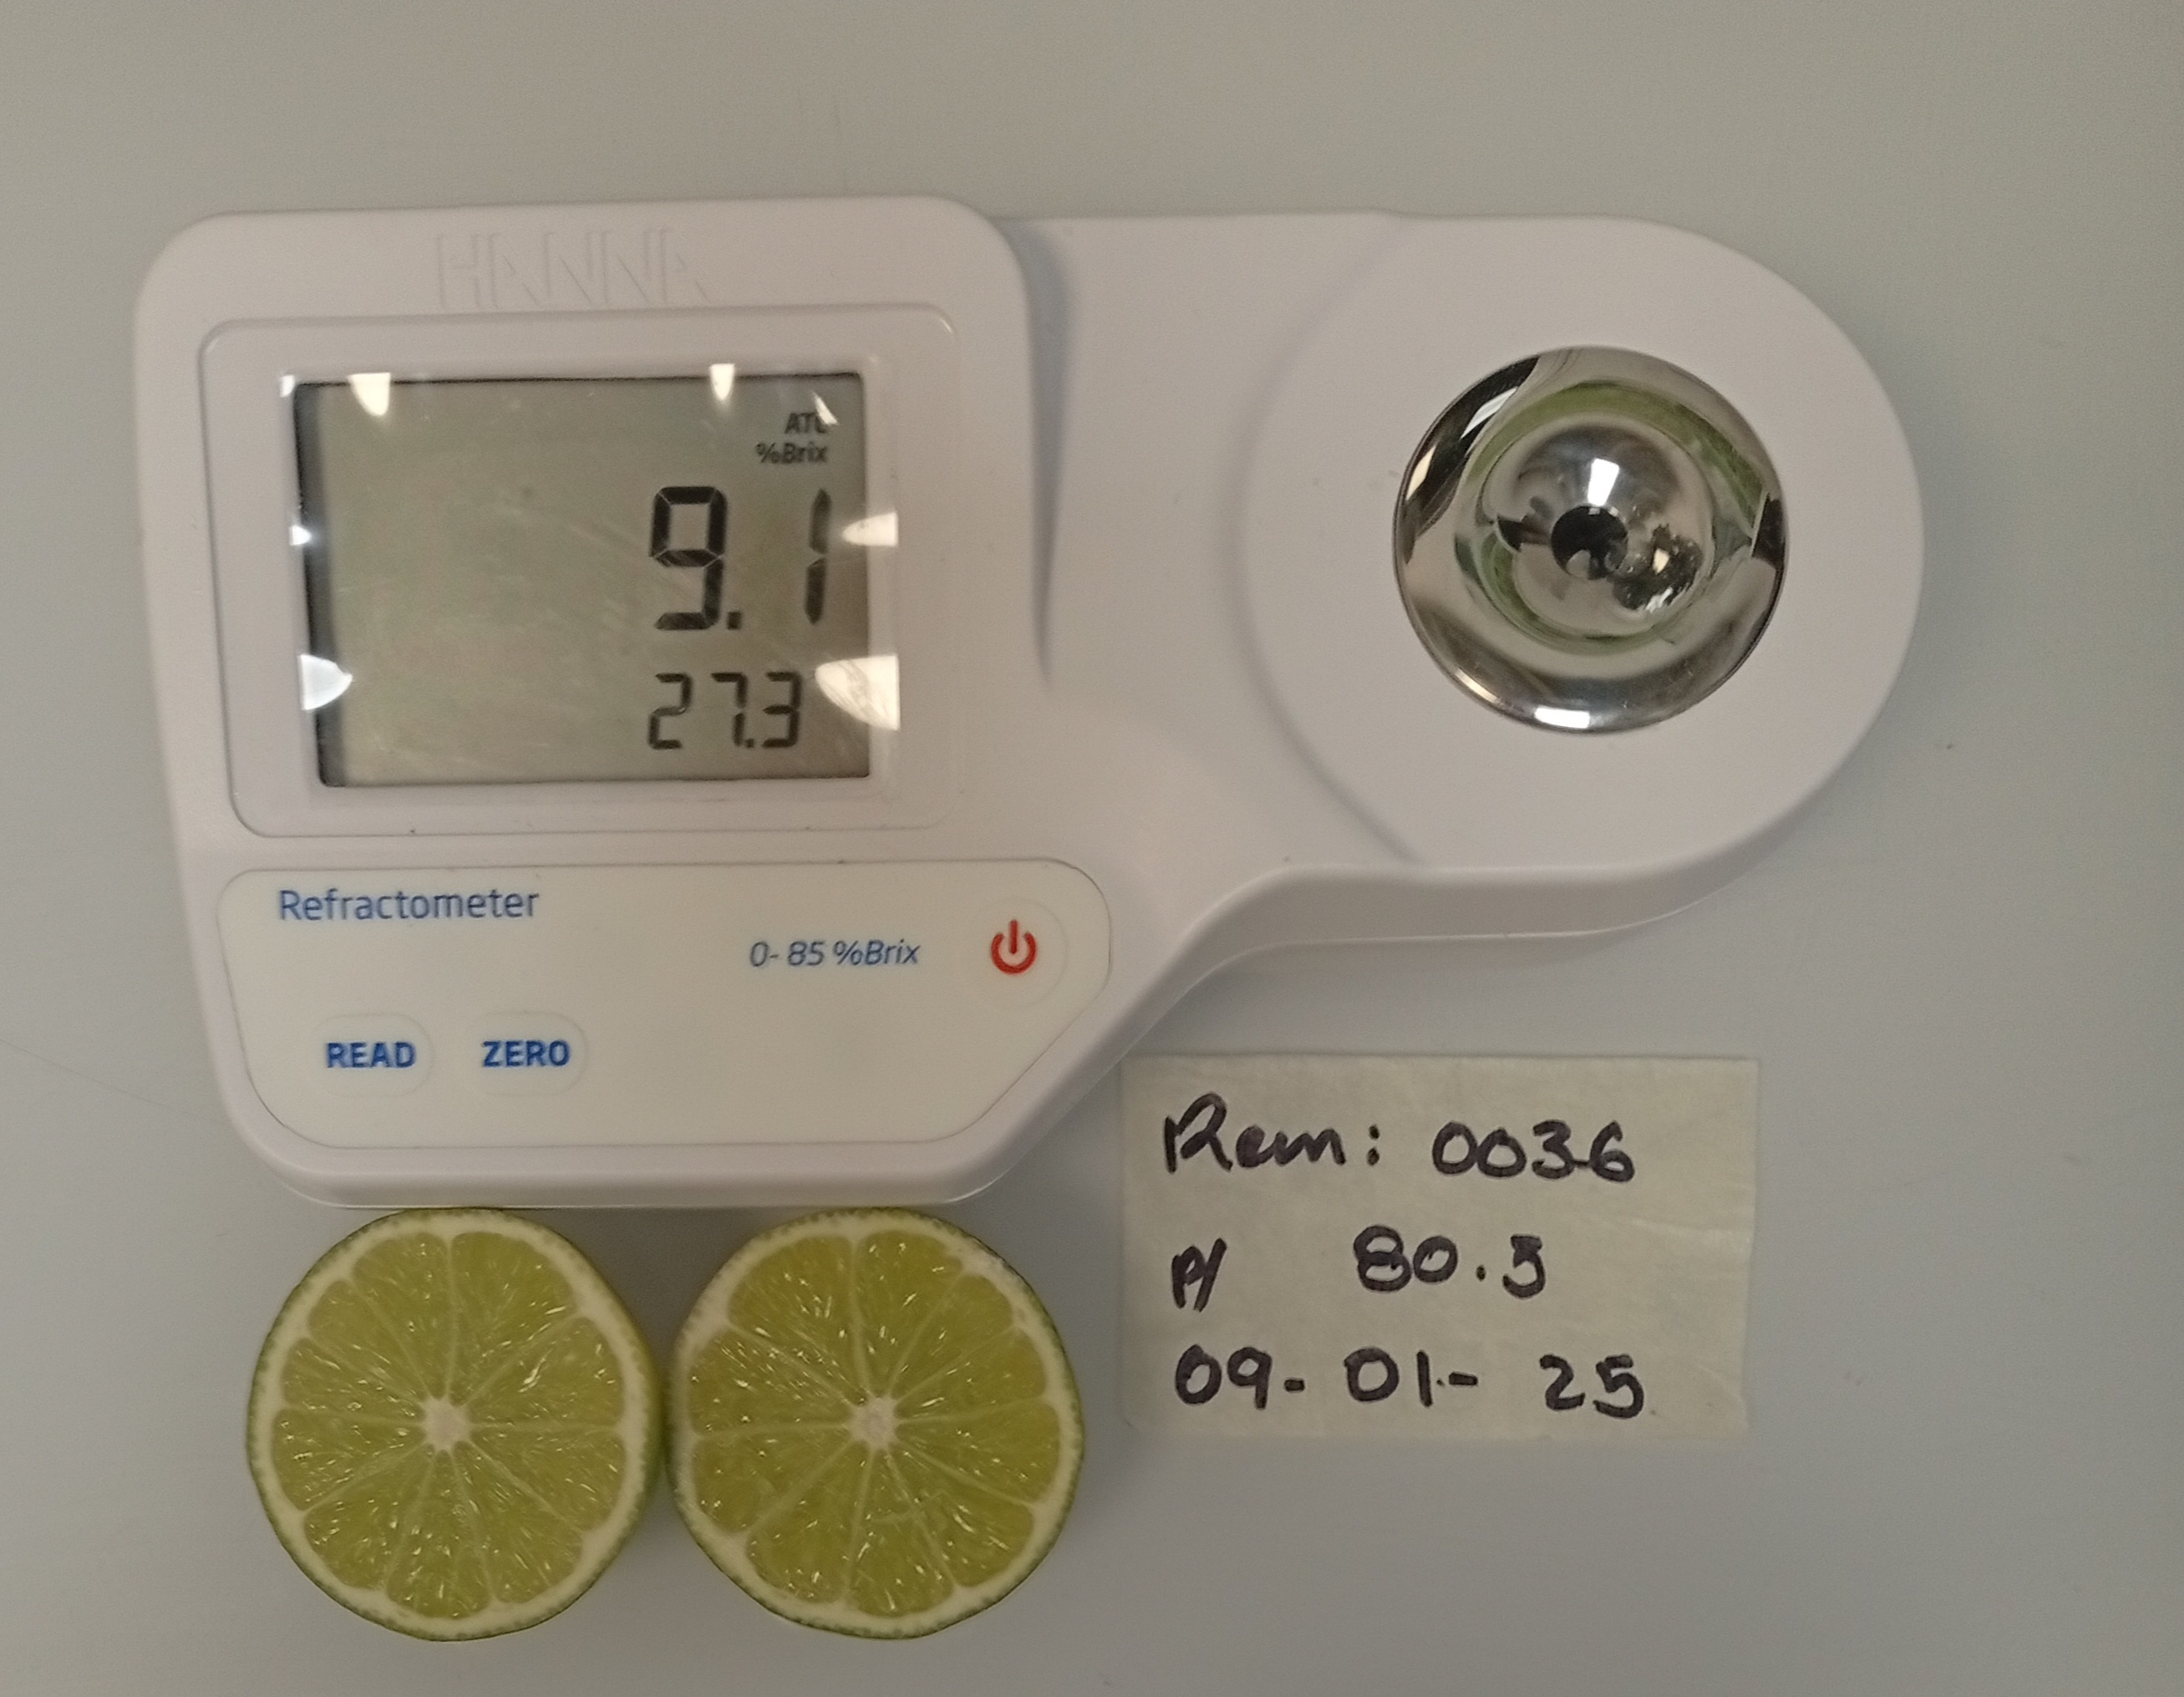 HANNA
ATC
%Brix
9.1
27.3
Refractometer
0- 85 %Brix
READ ZERO
Rem: 0036
P/ 80.5
09-01-25